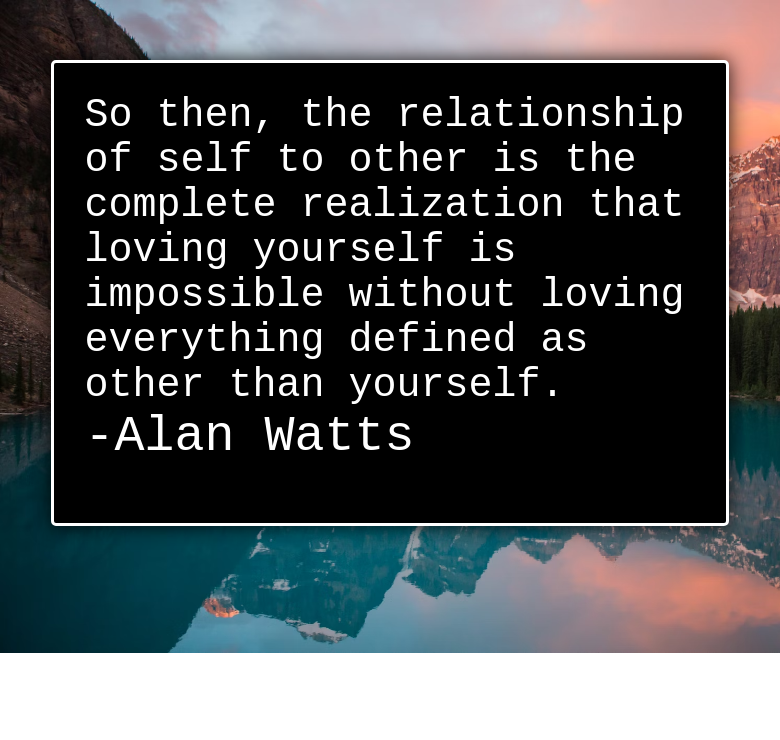 So then, the relationship
of self to other is the
complete realization that
loving yourself is
impossible without loving
everything defined as
other than yourself.
-Alan Watts